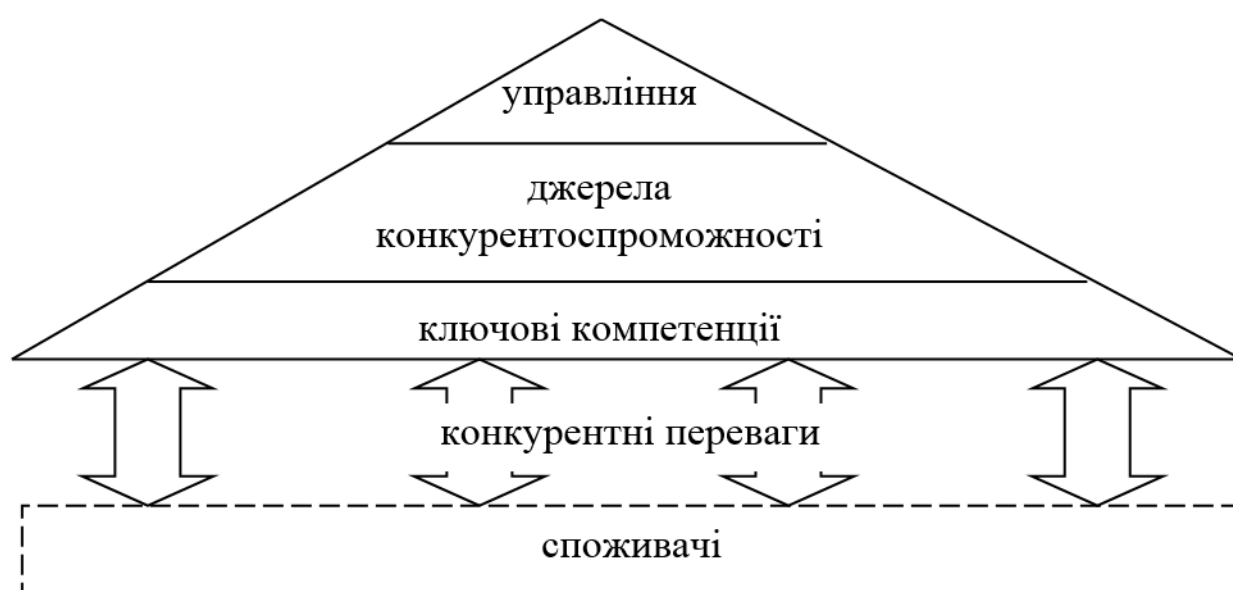 управління
джерела
конкурентоспроможності
ключові компетенції
конкурентні переваги
споживачі